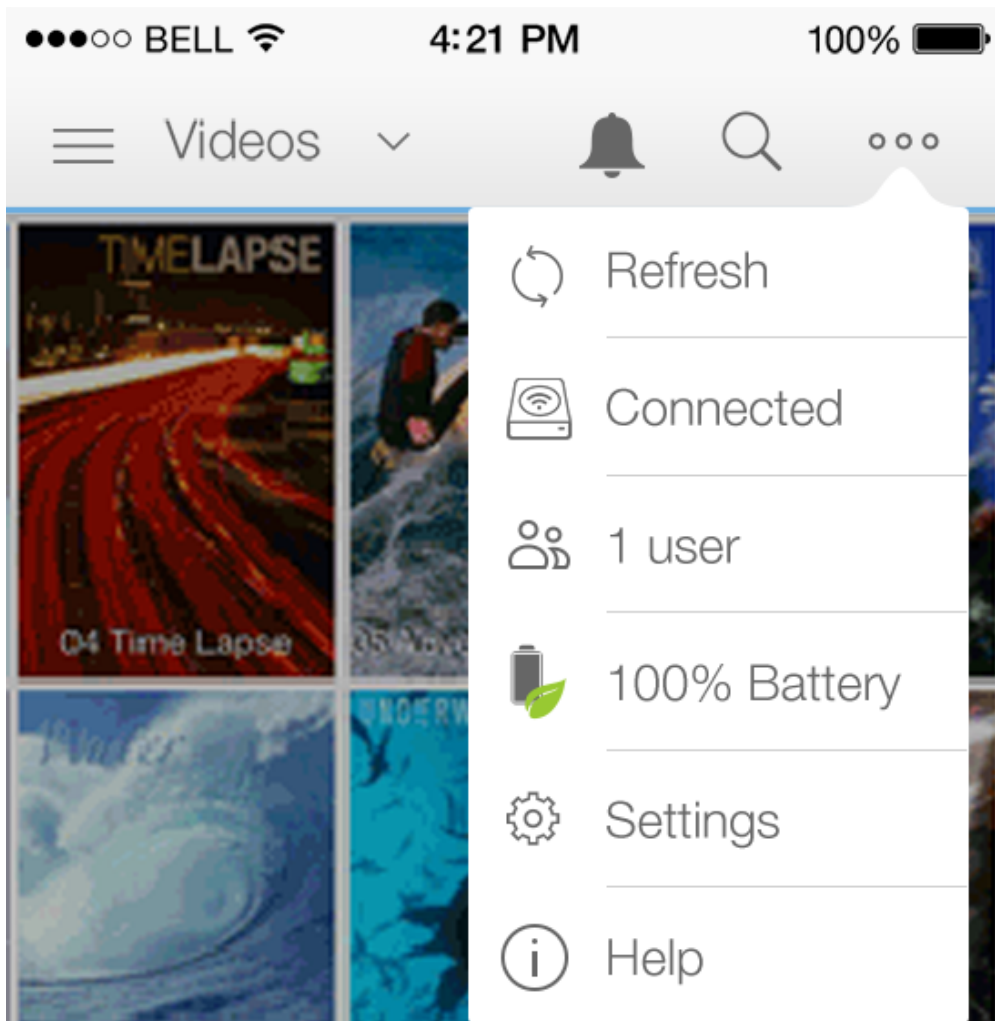 BELL 4:21 PM 100%
Videos
TIMELAPSE
04 Time Lapse
Refresh
Connected
1 user
100% Battery
Settings
Help